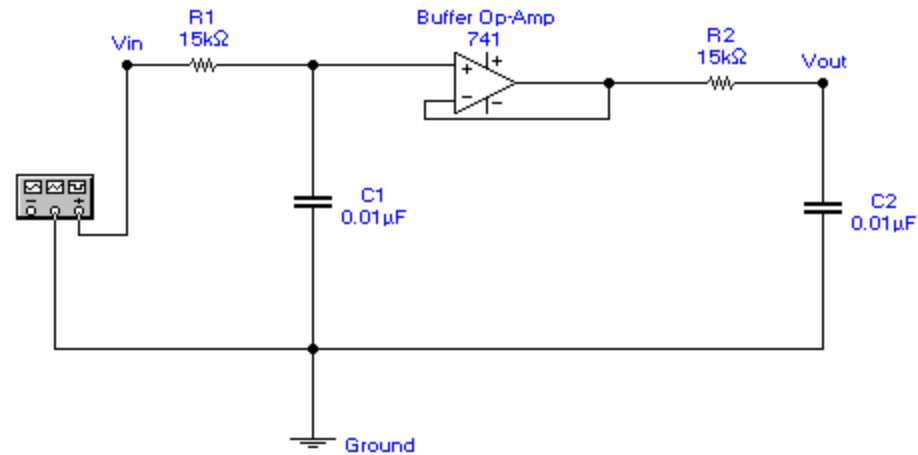 R1
15kΩ
Vin
Buffer Op-Amp
741
R2
15kΩ
Vout
+
−
+
−
−
+
C1
0.01µF
C2
0.01µF
Ground